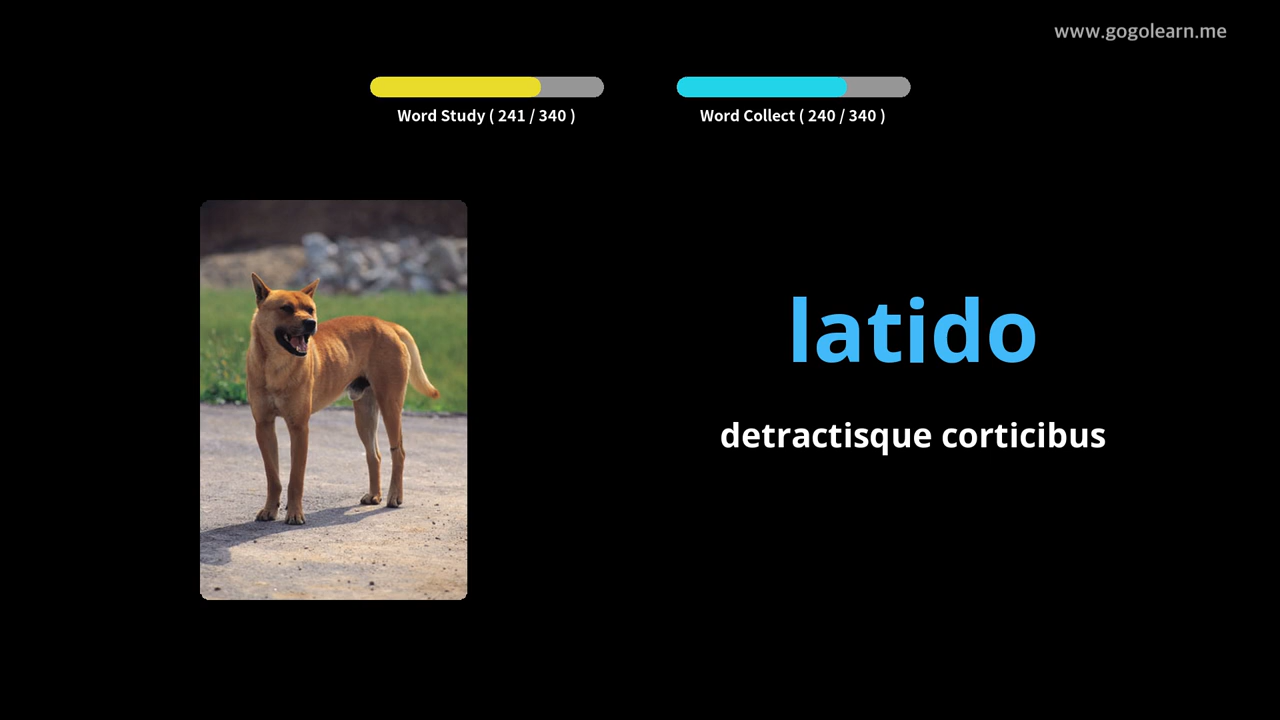 www.gogolearn.me
Word Study ( 241 / 340 )
Word Collect ( 240 / 340 )
latido
detractisque corticibus